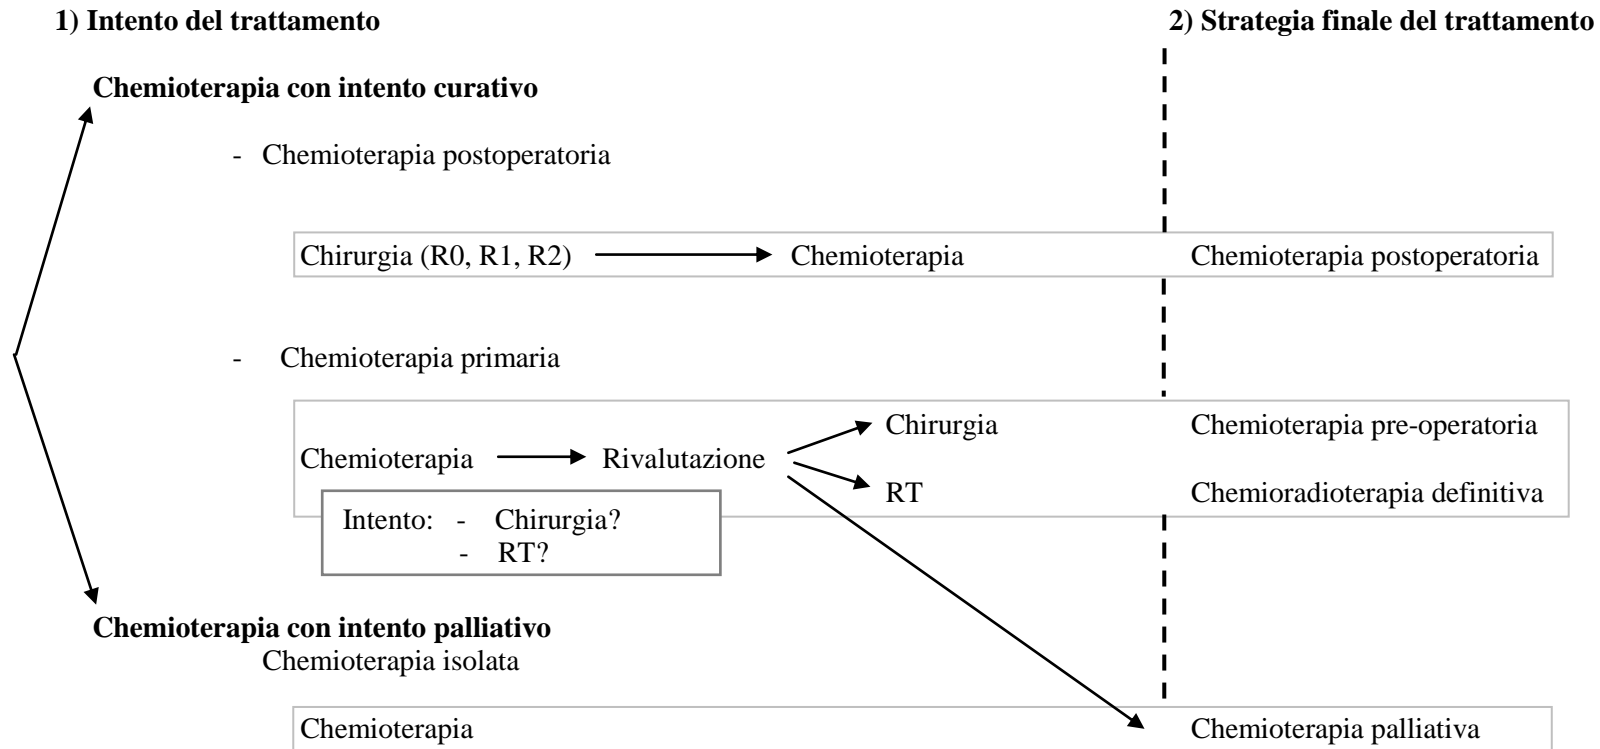 1) Intento del trattamento 2) Strategia finale del trattamento
Chemioterapia con intento curativo
- Chemioterapia postoperatoria
Chirurgia (R0, R1, R2) Chemioterapia Chemioterapia postoperatoria
- Chemioterapia primaria
Chirurgia Chemioterapia pre-operatoria
Chemioterapia Rivalutazione
RT Chemioradioterapia definitiva
Intento: - Chirurgia?
- RT?
Chemioterapia con intento palliativo
Chemioterapia isolata
Chemioterapia Chemioterapia palliativa